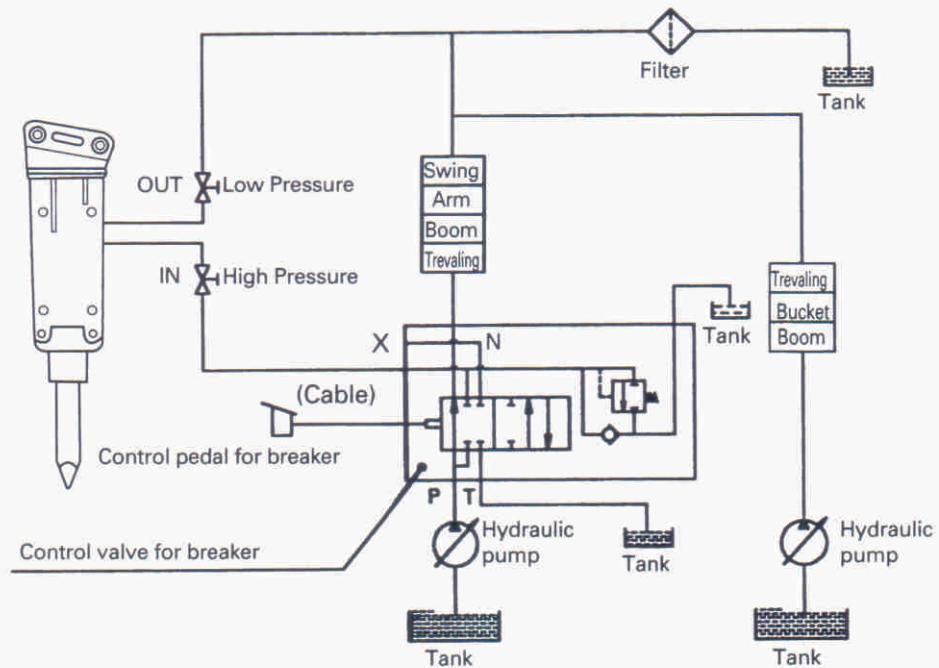 Filter
Tank
OUT
Low Pressure
Swing
Arm
Boom
Trevaling
IN
High Pressure
Trevaling
Bucket
Boom
Tank
X
N
(Cable)
Control pedal for breaker
P
T
Control valve for breaker
Hydraulic
pump
Tank
Hydraulic
pump
Tank
Tank